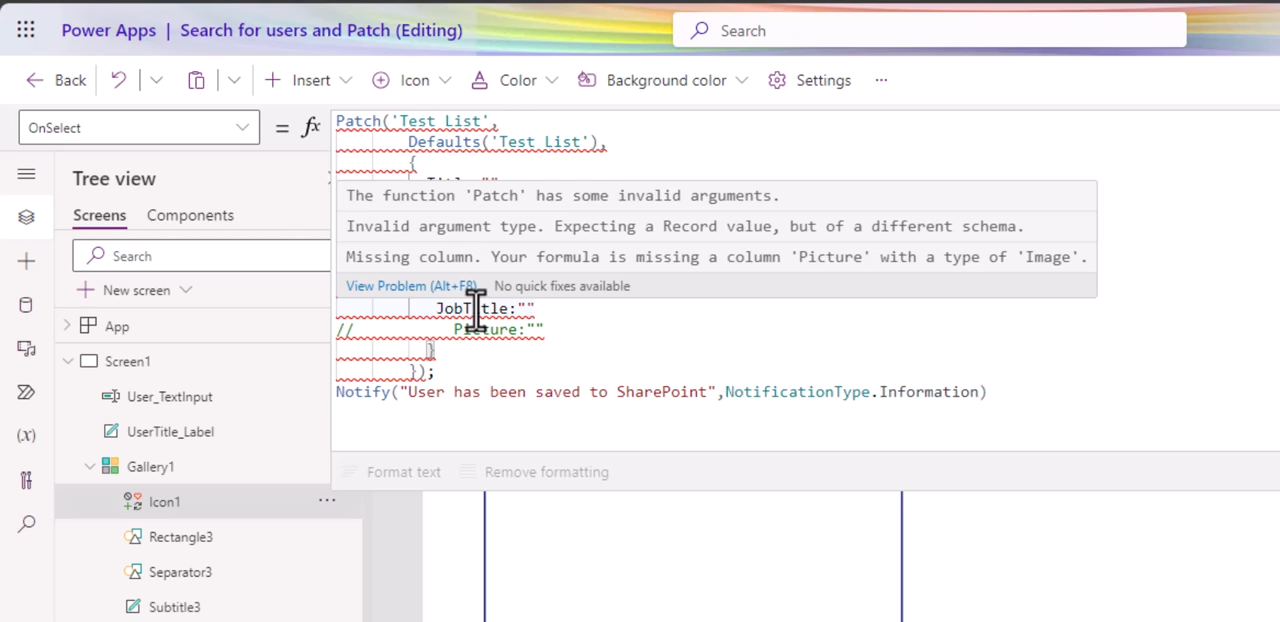 Power Apps | Search for users and Patch (Editing)
Search
Back
Insert
Icon
Color
Background color
Settings
OnSelect
= fx
Patch('Test List',
Defaults('Test List'),
{
The function 'Patch' has some invalid arguments.
Invalid argument type. Expecting a Record value, but of a different schema.
Missing column. Your formula is missing a column 'Picture' with a type of 'Image'.
View Problem (Alt+F8) No quick fixes available
JobTitle:""
// Picture:""
}
});
Notify("User has been saved to SharePoint",NotificationType.Information)
Format text
Remove formatting
Tree view
Screens
Components
Search
New screen
App
Screen1
User_TextInput
UserTitle_Label
Gallery1
Icon1
Rectangle3
Separator3
Subtitle3
(x)